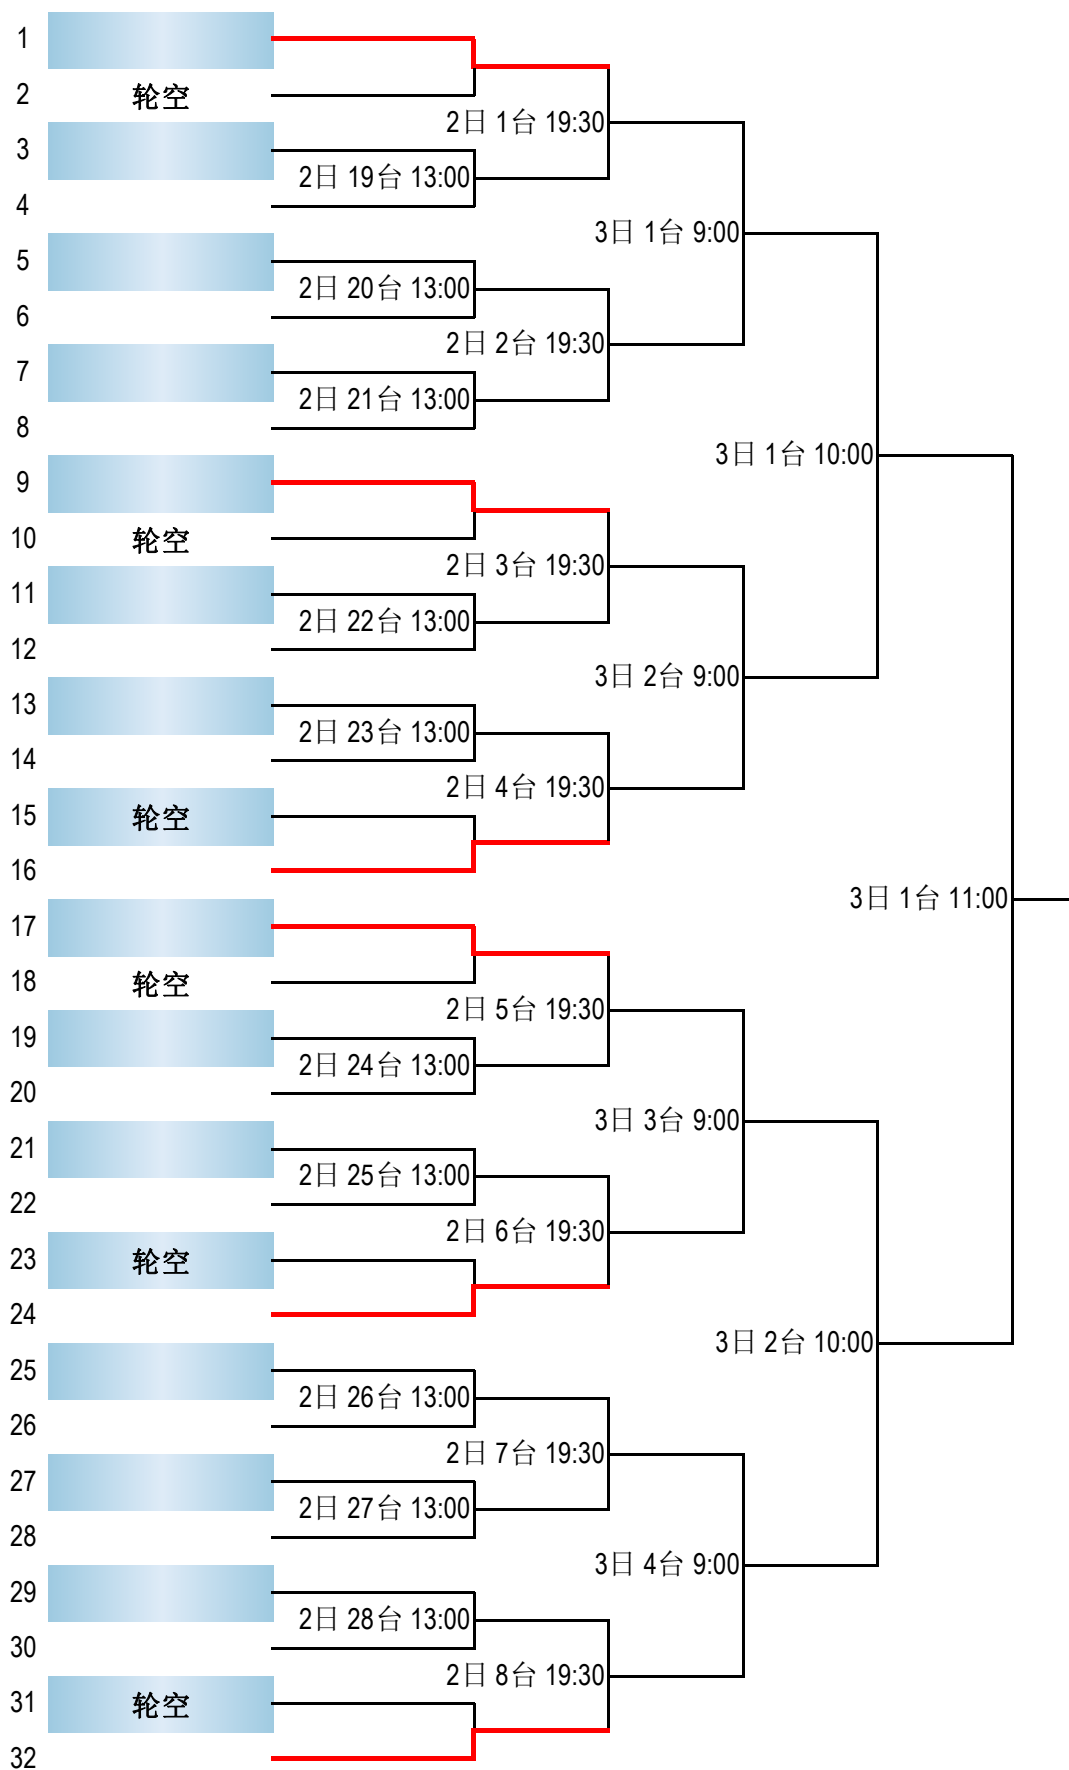 1
2 轮空
2日 1台 19:30
3
2日 19台 13:00
4
3日 1台 9:00
5
2日 20台 13:00
6
2日 2台 19:30
7
2日 21台 13:00
8
3日 1台 10:00
9
10 轮空
2日 3台 19:30
11
2日 22台 13:00
12
3日 2台 9:00
13
2日 23台 13:00
14
2日 4台 19:30
15 轮空
16
3日 1台 11:00
17
18 轮空
2日 5台 19:30
19
2日 24台 13:00
20
3日 3台 9:00
21
2日 25台 13:00
22
2日 6台 19:30
23 轮空
24
3日 2台 10:00
25
2日 26台 13:00
26
2日 7台 19:30
27
2日 27台 13:00
28
3日 4台 9:00
29
2日 28台 13:00
30
2日 8台 19:30
31 轮空
32